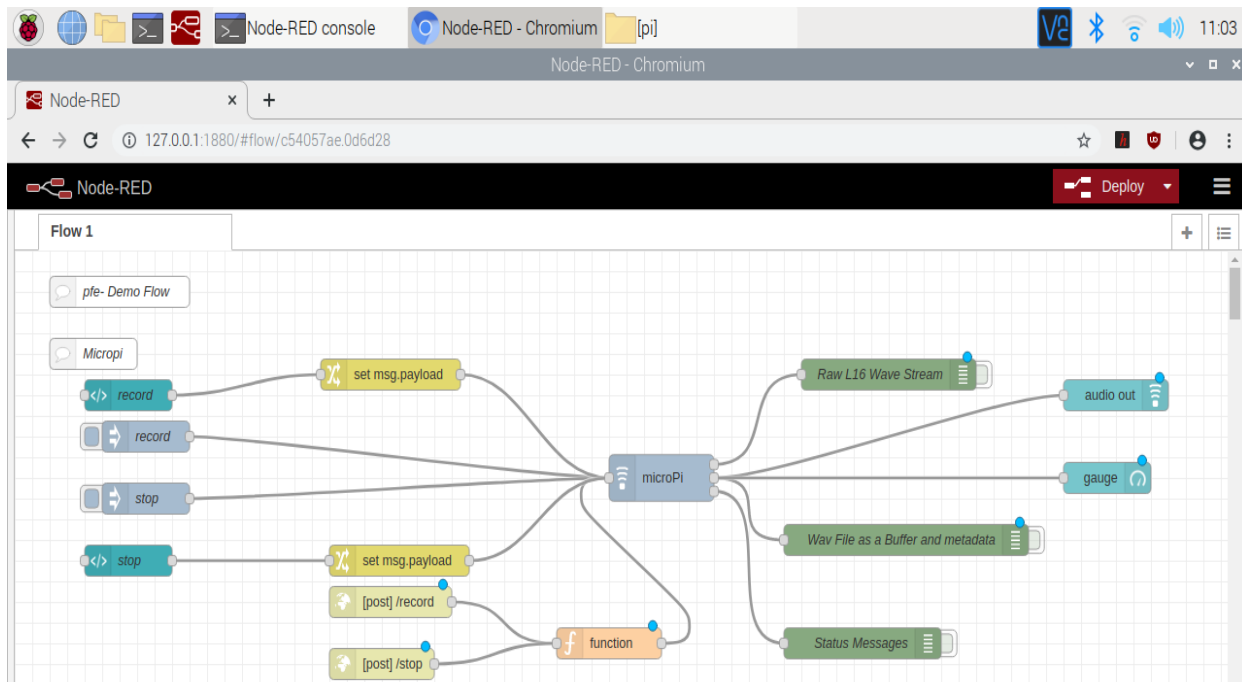 Node-RED console
Node-RED - Chromium
[pi]
11:03
Node-RED - Chromium
Node-RED
127.0.0.1:1880/#flow/c54057ae.0d6d28
Node-RED
Deploy
Flow 1
pfe- Demo Flow
Micropi
record
set msg.payload
Raw L16 Wave Stream
audio out
record
microPi
gauge
stop
Wav File as a Buffer and metadata
stop
set msg.payload
[post] /record
function
Status Messages
[post] /stop